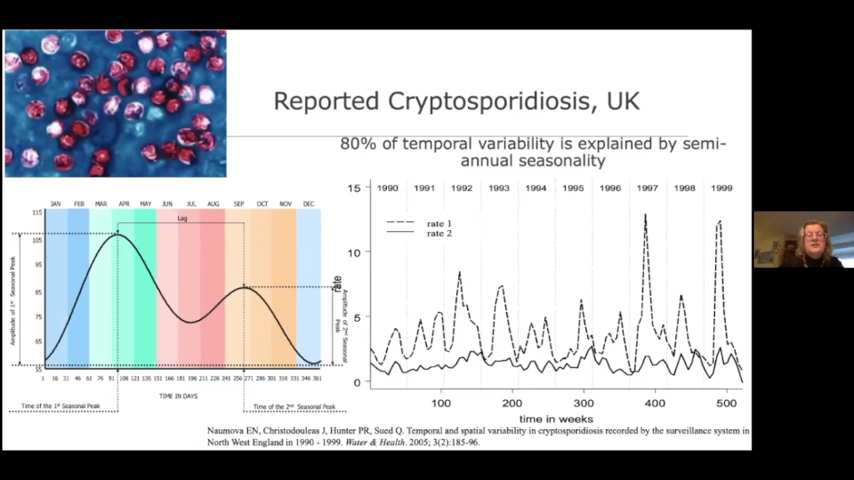 Reported Cryptosporidiosis, UK
80% of temporal variability is explained by semi-
annual seasonality
JAN FEB MAR APR MAY JUN JUL AUG SEP OCT NOV DEC
Lag
115
105
95
85
75
65
55
Amplitude of 1st Seasonal Peak
Amplitude of 2nd Seasonal
Peak
1 16 31 46 61 76 91 106 121 136 151 166 181 196 211 226 241 256 271 286 301 316 331 346 361
TIME IN DAYS
Time of the 1st Seasonal Peak
Time of the 2nd Seasonal Peak
1990 1991 1992 1993 1994 1995 1996 1997 1998 1999
rate 1
rate 2
rate
15
10
5
0
100 200 300 400 500
time in weeks
Naumova EN, Christodouleas J, Hunter PR, Sued Q. Temporal and spatial variability in cryptosporidiosis recorded by the surveillance system in
North West England in 1990 - 1999. Water & Health. 2005; 3(2):185-96.